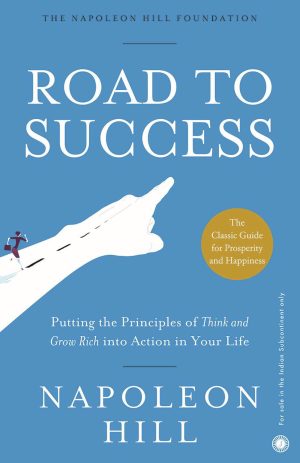 THE NAPOLEON HILL FOUNDATION
ROAD TO
SUCCESS
The
Classic Guide
for Prosperity
and Happiness
Putting the Principles of Think and
Grow Rich into Action in Your Life
NAPOLEON
HILL
For sale in the Indian Subcontinent only